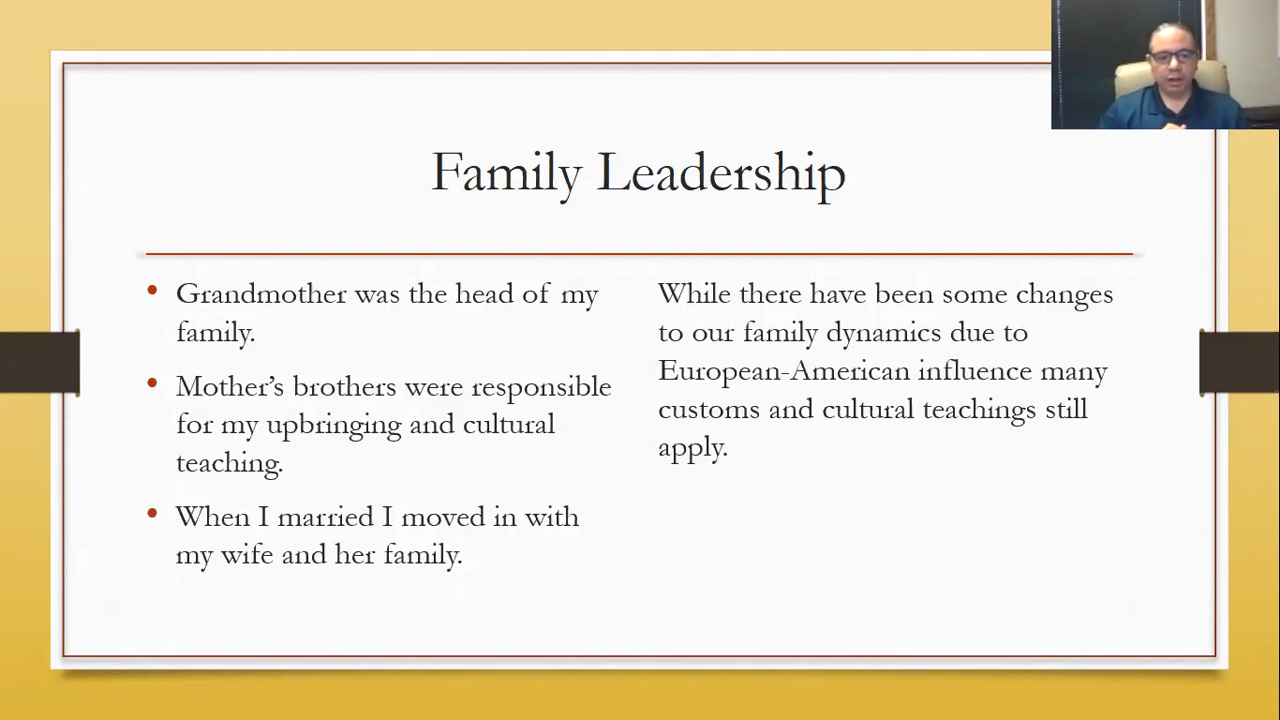 Family Leadership
• Grandmother was the head of my
family.
• Mother’s brothers were responsible
for my upbringing and cultural
teaching.
• When I married I moved in with
my wife and her family.
While there have been some changes
to our family dynamics due to
European-American influence many
customs and cultural teachings still
apply.